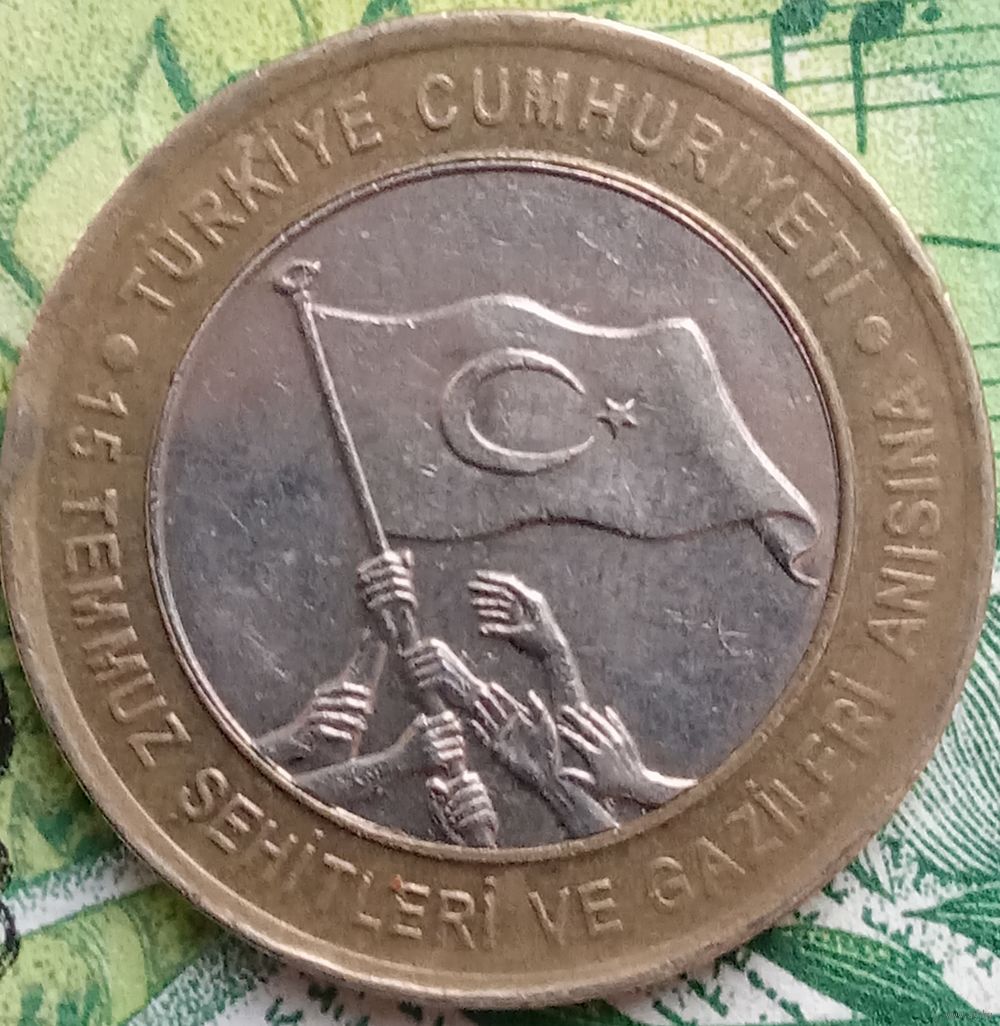 TÜRKİYE CUMHURİYETİ
15 TEMMUZ ŞEHİTLERİ VE GAZİLERİ ANISINA